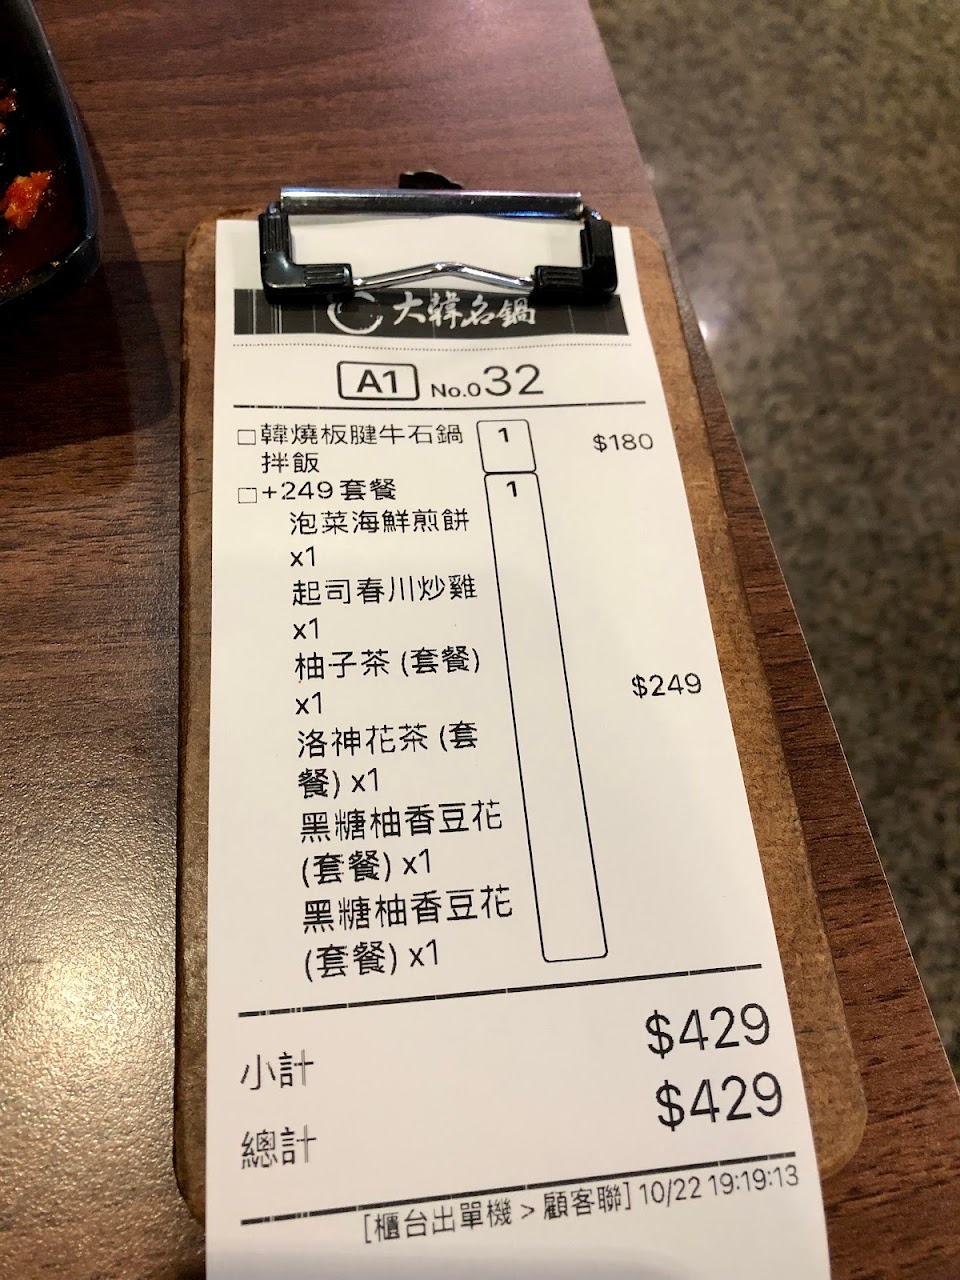 大韓名鍋
A1 No.032
□韓燒板腱牛石鍋 1 $180
拌飯
□+249套餐 1
泡菜海鮮煎餅
x1
起司春川炒雞
x1
柚子茶 (套餐)
x1 $249
洛神花茶 (套
餐) x1
黑糖柚香豆花
(套餐) x1
黑糖柚香豆花
(套餐) x1
小計 $429
總計 $429
[櫃台出單機 > 顧客聯] 10/22 19:19:13